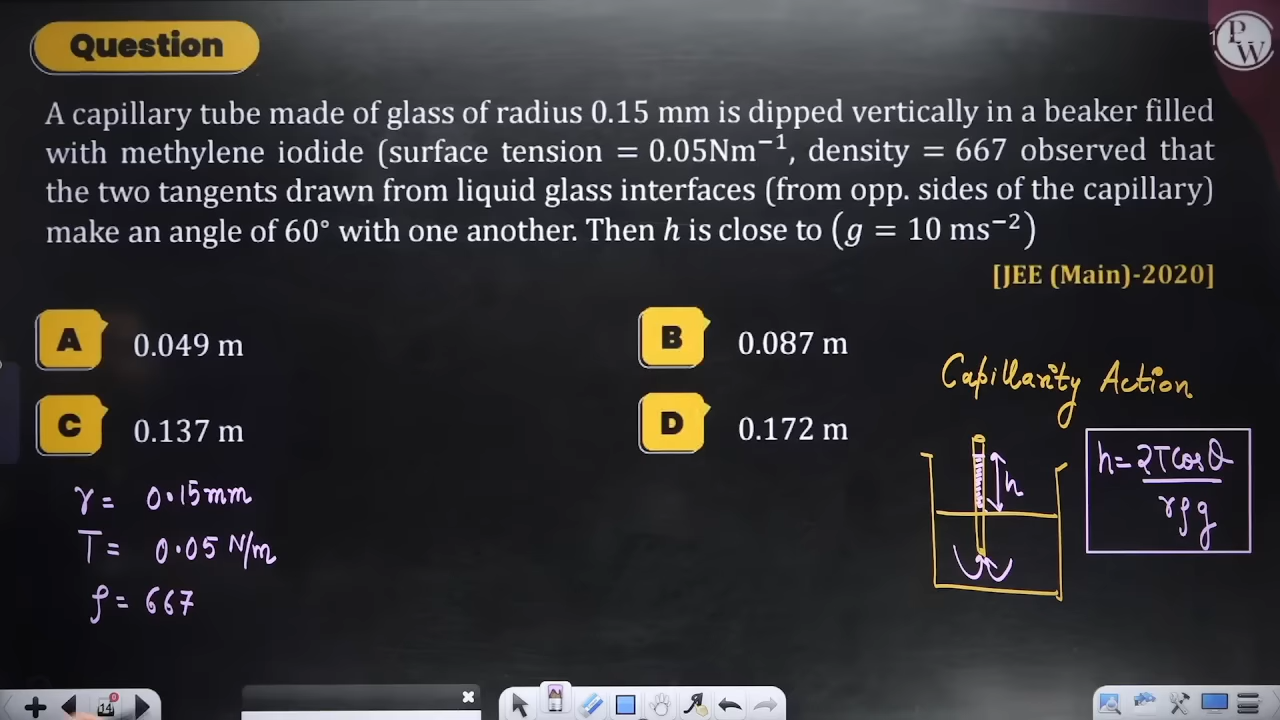 Question
PW
A capillary tube made of glass of radius 0.15 mm is dipped vertically in a beaker filled
with methylene iodide (surface tension = 0.05Nm⁻¹, density = 667 observed that
the two tangents drawn from liquid glass interfaces (from opp. sides of the capillary)
make an angle of 60° with one another. Then h is close to (g = 10 ms⁻²)
[JEE (Main)-2020]
A 0.049 m
B 0.087 m
C 0.137 m
D 0.172 m
Capillarity Action
h
h = 2Tcosθ
rρg
r = 0.15mm
T = 0.05 N/m
ρ = 667
14